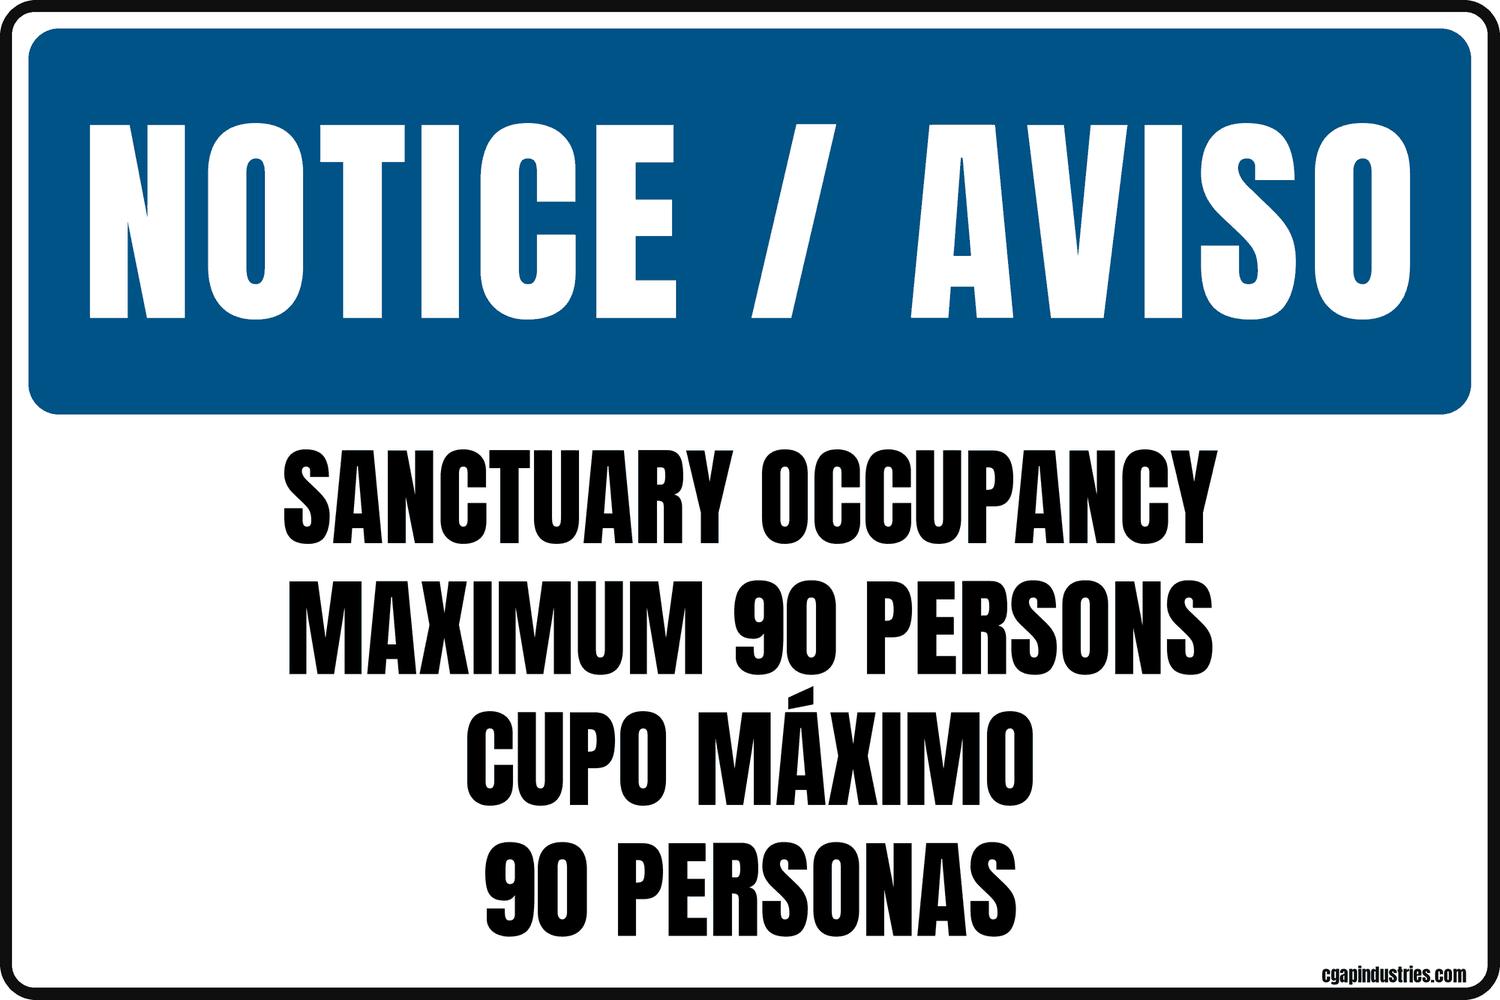 NOTICE / AVISO
SANCTUARY OCCUPANCY
MAXIMUM 90 PERSONS
CUPO MÁXIMO
90 PERSONAS
cgapindustries.com